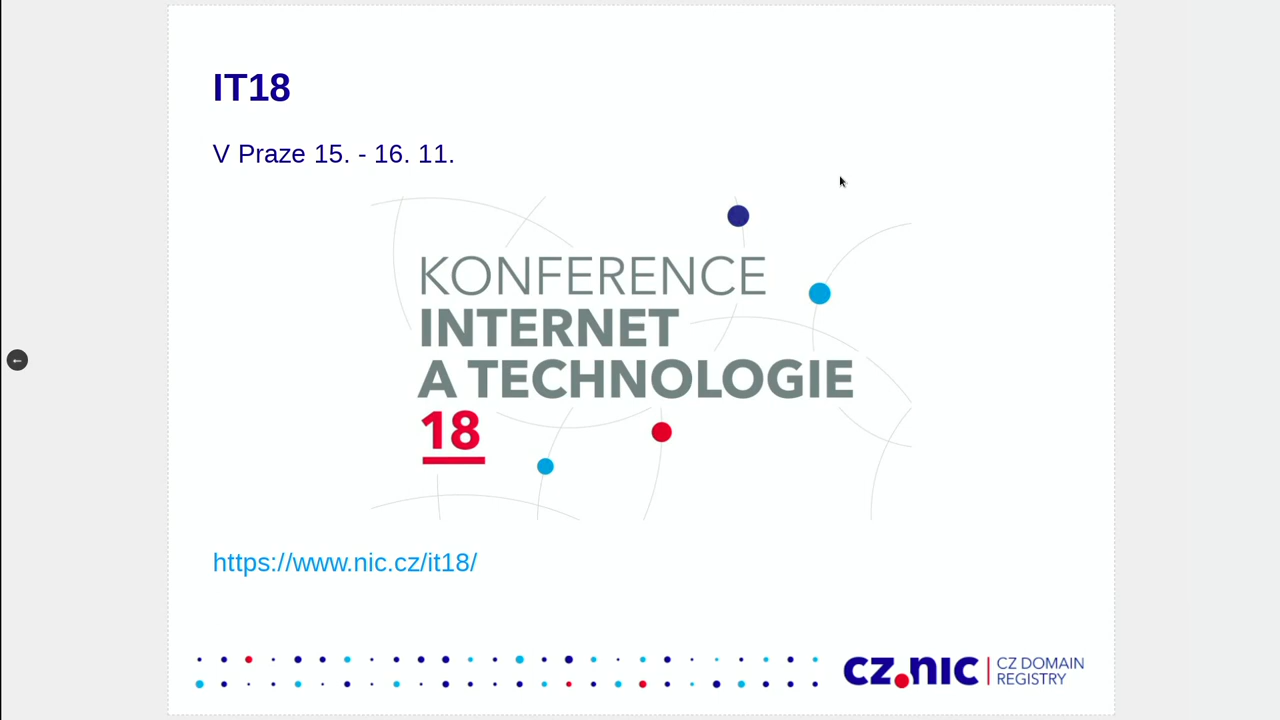 IT18
V Praze 15. - 16. 11.
KONFERENCE
INTERNET
A TECHNOLOGIE
18
https://www.nic.cz/it18/
cz.nic
CZ DOMAIN
REGISTRY